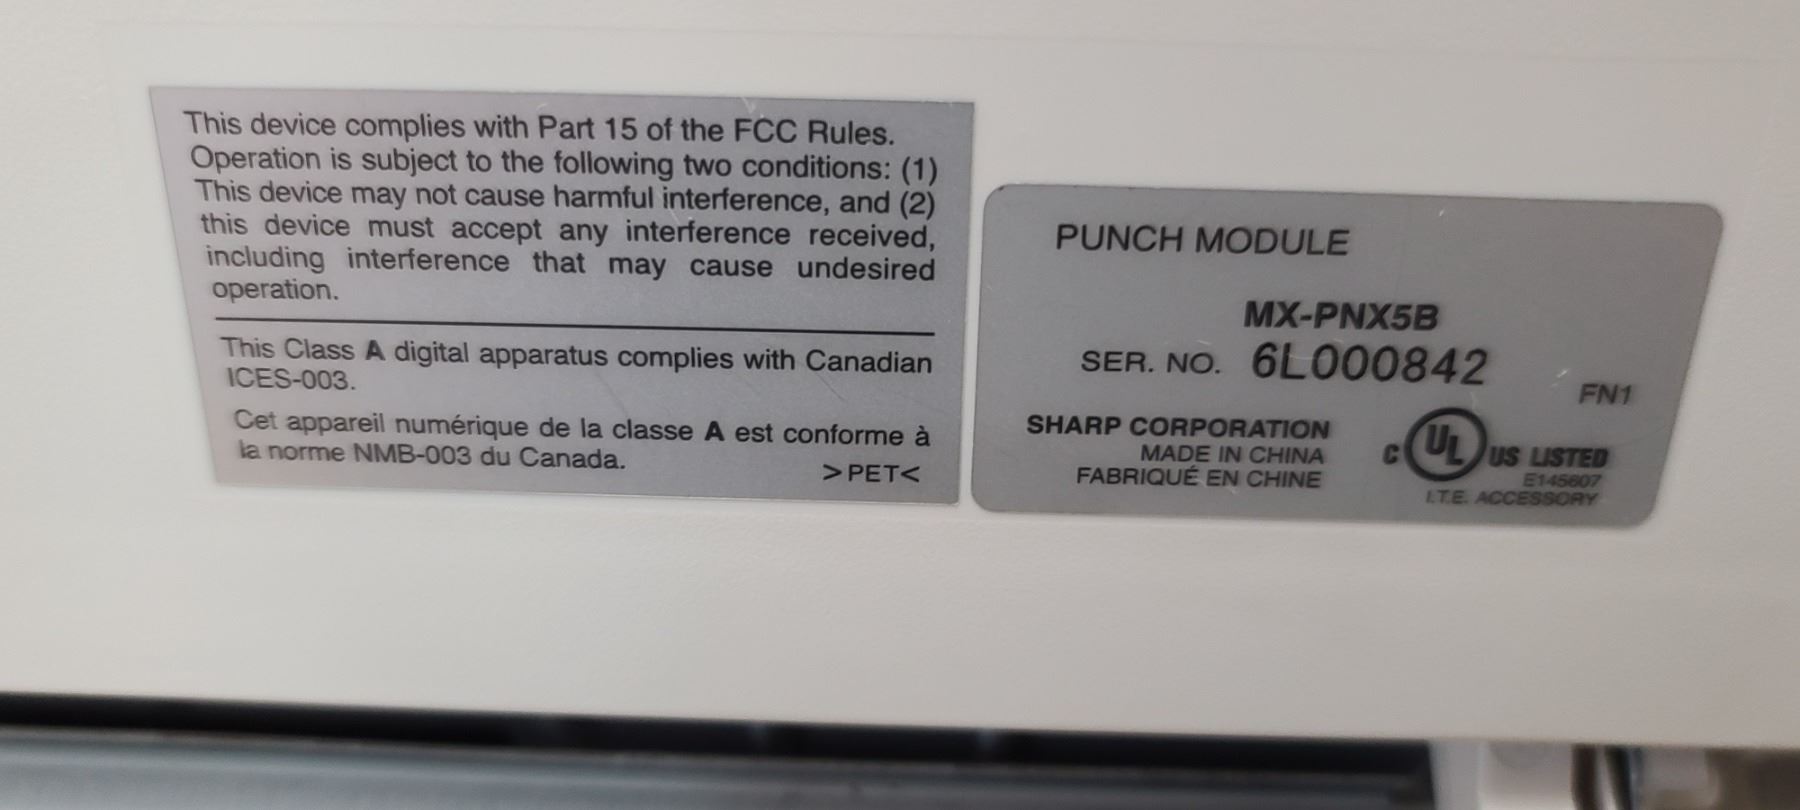 This device complies with Part 15 of the FCC Rules.
Operation is subject to the following two conditions: (1)
This device may not cause harmful interference, and (2)
this device must accept any interference received,
including interference that may cause undesired
operation.
This Class A digital apparatus complies with Canadian
ICES-003.
Cet appareil numérique de la classe A est conforme à
la norme NMB-003 du Canada.
>PET<
PUNCH MODULE
MX-PNX5B
SER. NO. 6L000842
FN1
SHARP CORPORATION
MADE IN CHINA
FABRIQUÉ EN CHINE
C UL US LISTED
E145607
I.T.E. ACCESSORY